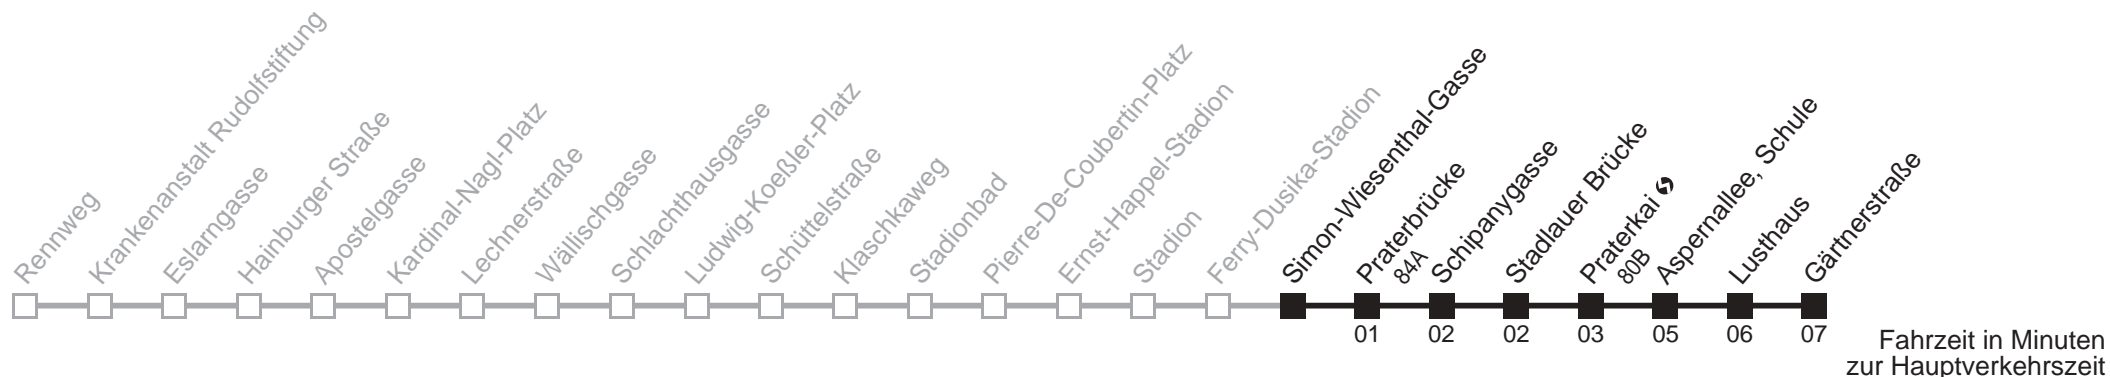 Rennweg
Krankenanstalt Rudolfstiftung
Eslarngasse
Hainburger Straße
Apostelgasse
Kardinal-Nagl-Platz
Lechnerstraße
Wällischgasse
Schlachthausgasse
Ludwig-Koeßler-Platz
Schüttelstraße
Klaschkaweg
Stadionbad
Pierre-De-Coubertin-Platz
Ernst-Happel-Stadion
Stadion
Ferry-Dusika-Stadion
Simon-Wiesenthal-Gasse
Praterbrücke
84A
Schipanygasse
Stadlauer Brücke
Praterkai
80B
Aspernallee, Schule
Lusthaus
Gärtnerstraße
01 02 02 03 05 06 07
Fahrzeit in Minuten
zur Hauptverkehrszeit